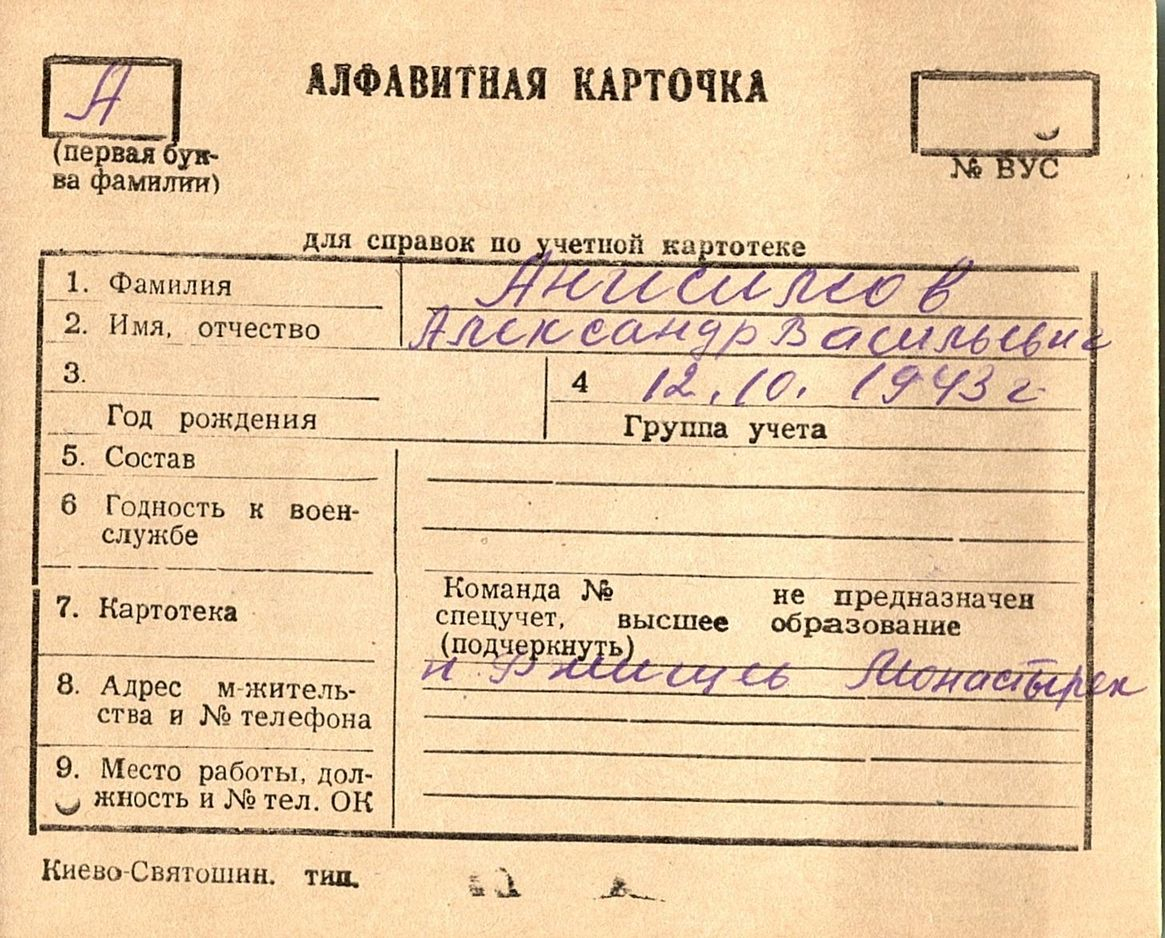 А
АЛФАВИТНАЯ КАРТОЧКА
(первая бук-
ва фамилии)
№ ВУС
для справок по учетной картотеке
1. Фамилия Анисимов
2. Имя, отчество Александр Васильевич
3.
4 12.10. 1943 г
Год рождения
Группа учета
5. Состав
6 Годность к воен-
службе
7. Картотека
Команда № не предназначен
спецучет, высшее образование
(подчеркнуть)
8. Адрес м-житель-
ства и № телефона
Ржищев Монастырек
9. Место работы, дол-
жность и № тел. ОК
Киево-Святошин. тип.